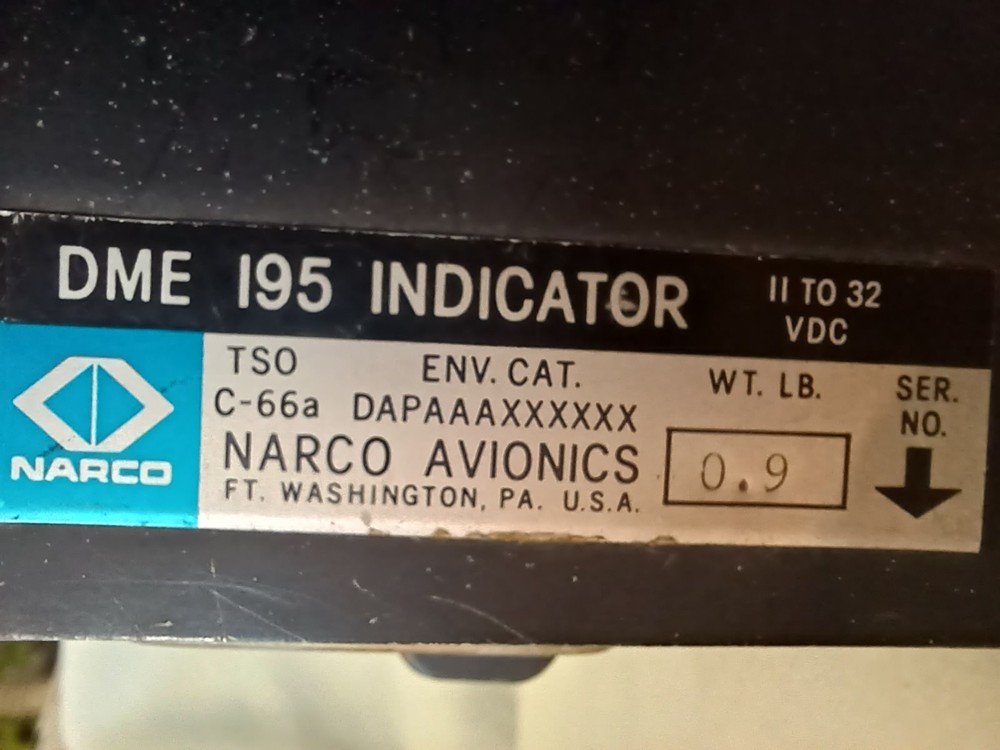 DME 195 INDICATOR
11 TO 32
VDC
TSO
C-66a
ENV. CAT.
DAPAAAXXXXXX
WT. LB.
0.9
SER.
NO.
NARCO AVIONICS
FT. WASHINGTON, PA. U.S.A.
NARCO